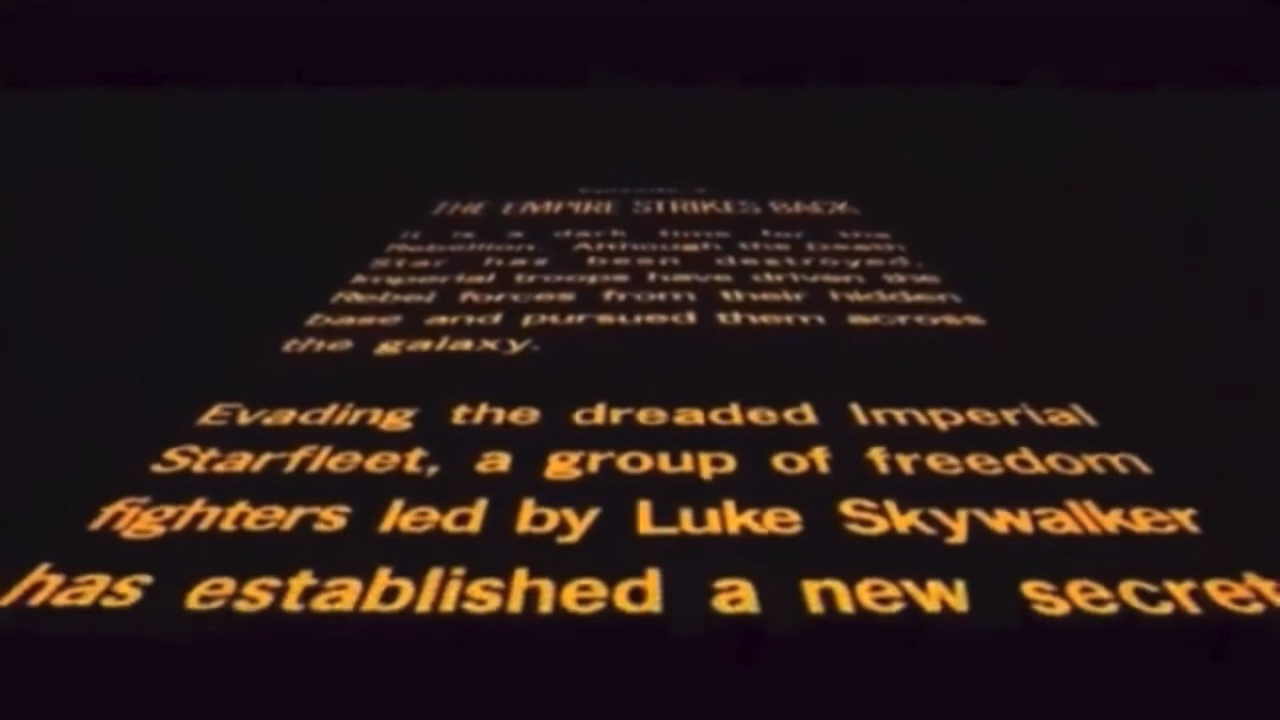 Episode V
THE EMPIRE STRIKES BACK
It is a dark time for the
Rebellion. Although the Death
Star has been destroyed,
Imperial troops have driven the
Rebel forces from their hidden
base and pursued them across
the galaxy.
Evading the dreaded Imperial
Starfleet, a group of freedom
fighters led by Luke Skywalker
has established a new secret